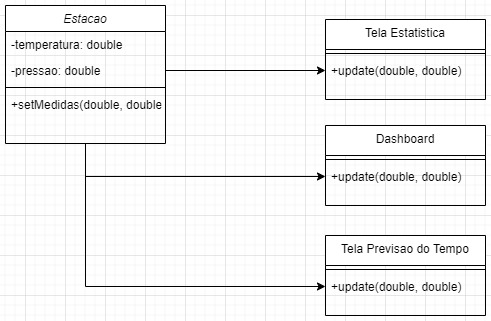 Estacao
-temperatura: double
-pressao: double
+setMedidas(double, double
Tela Estatistica
+update(double, double)
Dashboard
+update(double, double)
Tela Previsao do Tempo
+update(double, double)